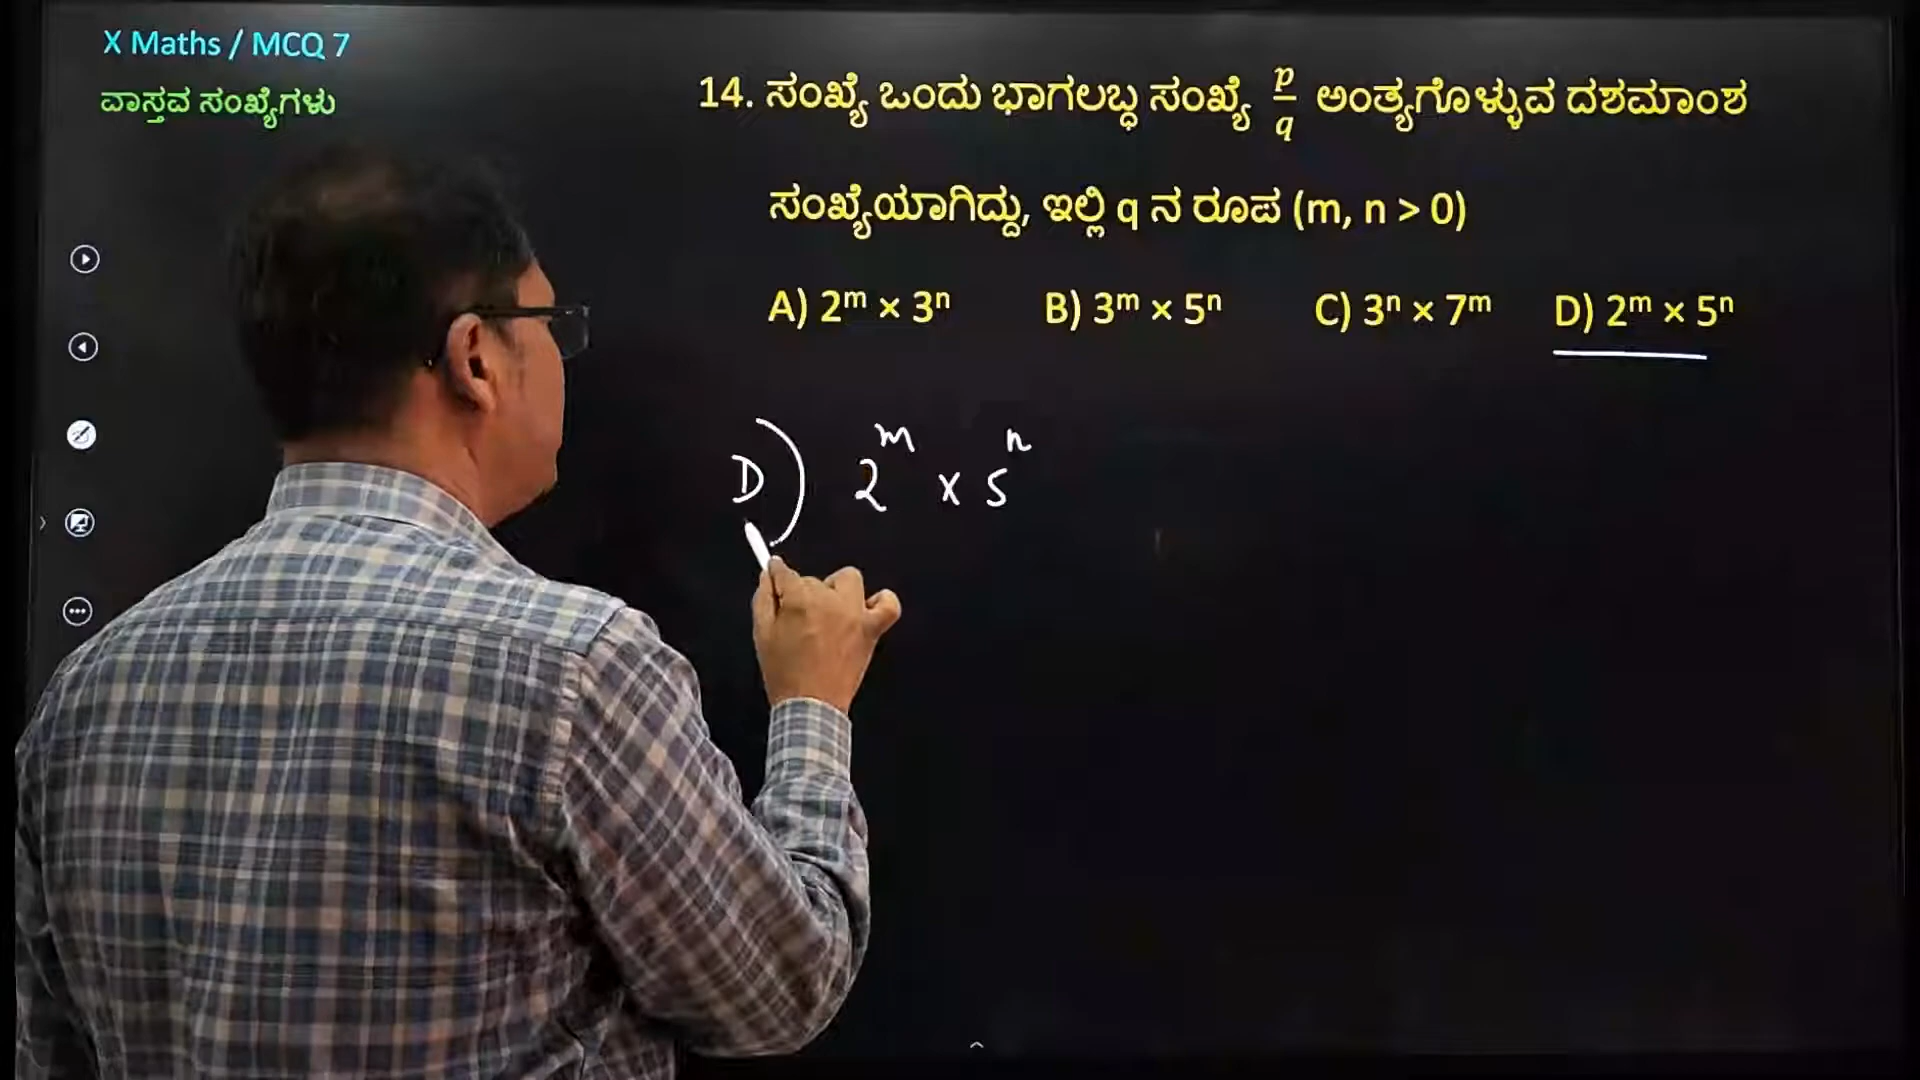 X Maths / MCQ 7
ವಾಸ್ತವ ಸಂಖ್ಯೆಗಳು
14. ಸಂಖ್ಯೆ ಒಂದು ಭಾಗಲಬ್ಧ ಸಂಖ್ಯೆ p/q ಅಂತ್ಯಗೊಳ್ಳುವ ದಶಮಾಂಶ
ಸಂಖ್ಯೆಯಾಗಿದ್ದು, ಇಲ್ಲಿ q ನ ರೂಪ (m, n > 0)
A) 2ᵐ × 3ⁿ B) 3ᵐ × 5ⁿ C) 3ⁿ × 7ᵐ D) 2ᵐ × 5ⁿ
D) 2ᵐ × 5ⁿ